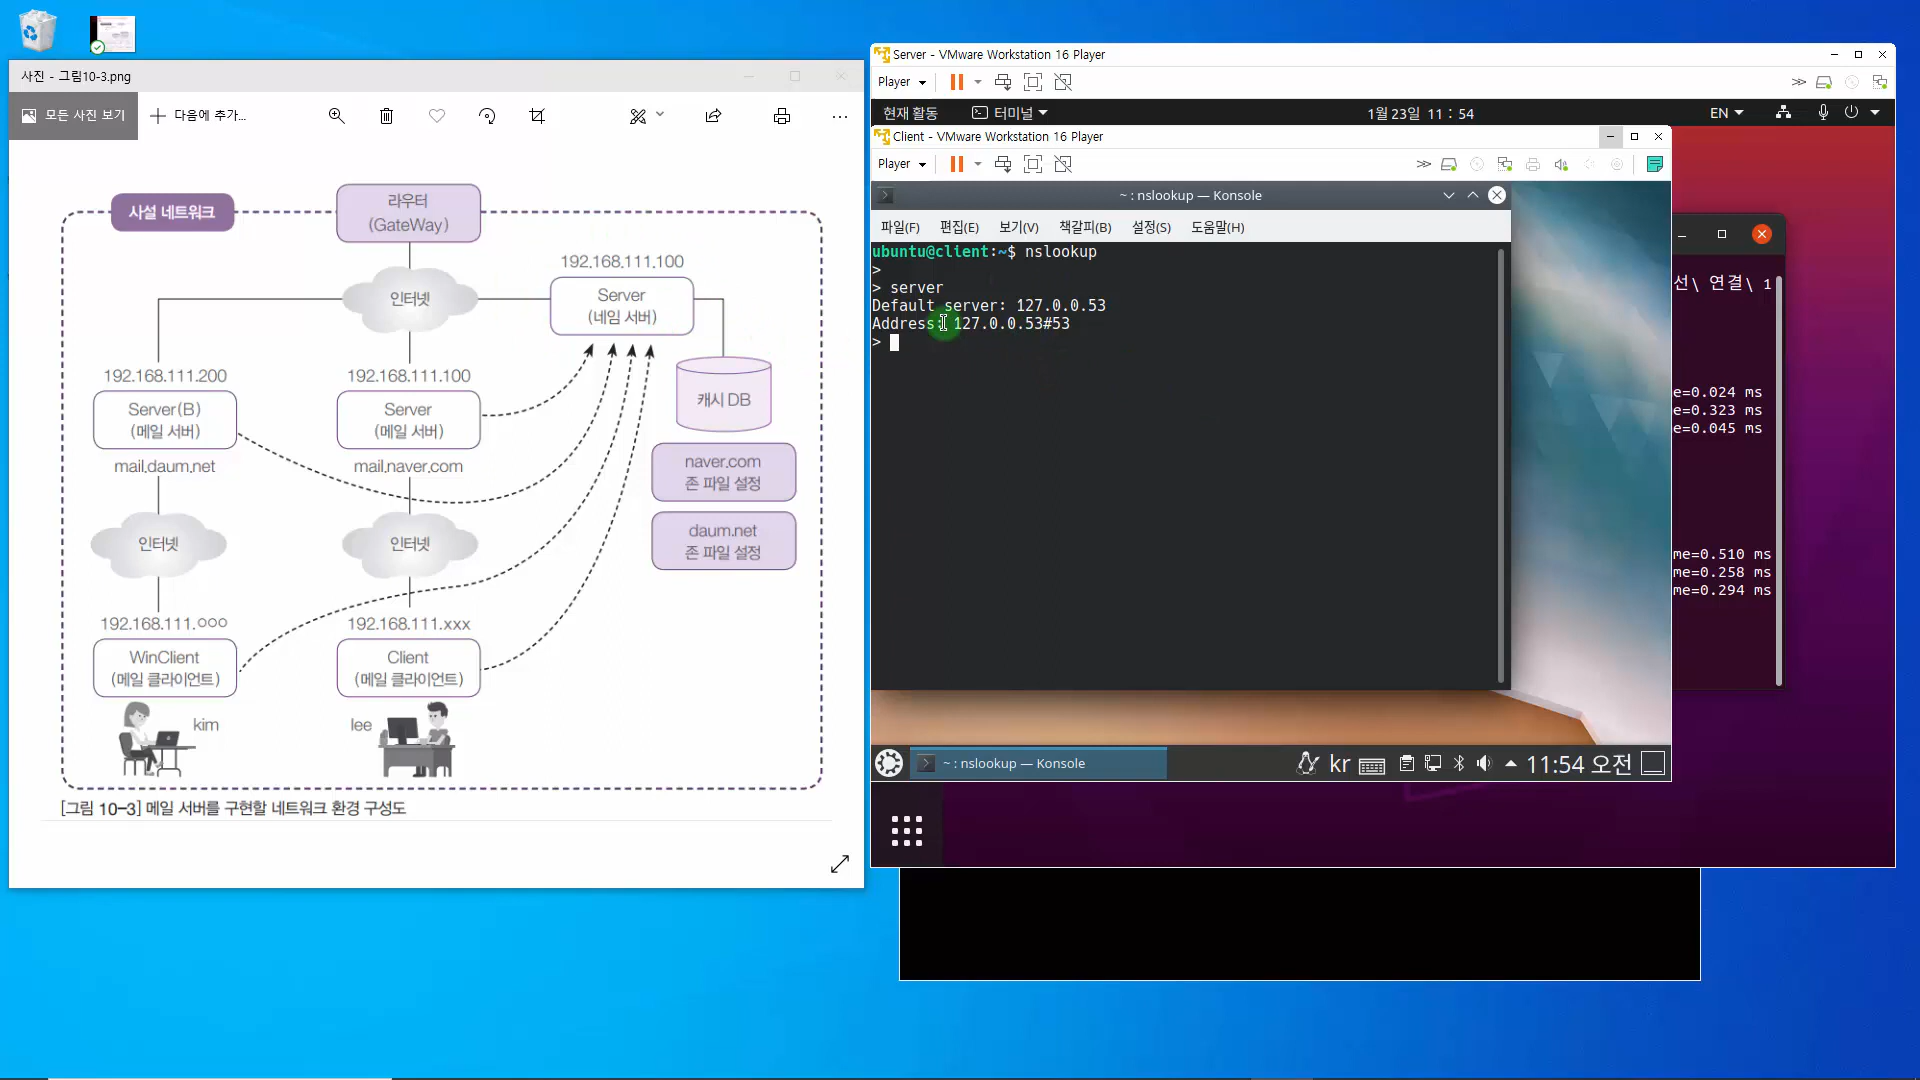 사진 - 그림10-3.png
모든 사진 보기
다음에 추가...
사설 네트워크
라우터
(GateWay)
인터넷
192.168.111.100
Server
(네임 서버)
캐시 DB
192.168.111.200
Server(B)
(메일 서버)
mail.daum.net
192.168.111.100
Server
(메일 서버)
mail.naver.com
naver.com
존 파일 설정
daum.net
존 파일 설정
인터넷
인터넷
192.168.111.○○○
WinClient
(메일 클라이언트)
kim
192.168.111.xxx
Client
(메일 클라이언트)
lee
[그림 10-3] 메일 서버를 구현할 네트워크 환경 구성도
Server - VMware Workstation 16 Player
Player
현재 활동
터미널
1월 23일 11 : 54
EN
Client - VMware Workstation 16 Player
Player
~ : nslookup — Konsole
파일(F)
편집(E)
보기(V)
책갈피(B)
설정(S)
도움말(H)
ubuntu@client:~$ nslookup
>
> server
Default server: 127.0.0.53
Address: 127.0.0.53#53
>
선\ 연결\ 1
e=0.024 ms
e=0.323 ms
e=0.045 ms
me=0.510 ms
me=0.258 ms
me=0.294 ms
~ : nslookup — Konsole
kr
11:54 오전